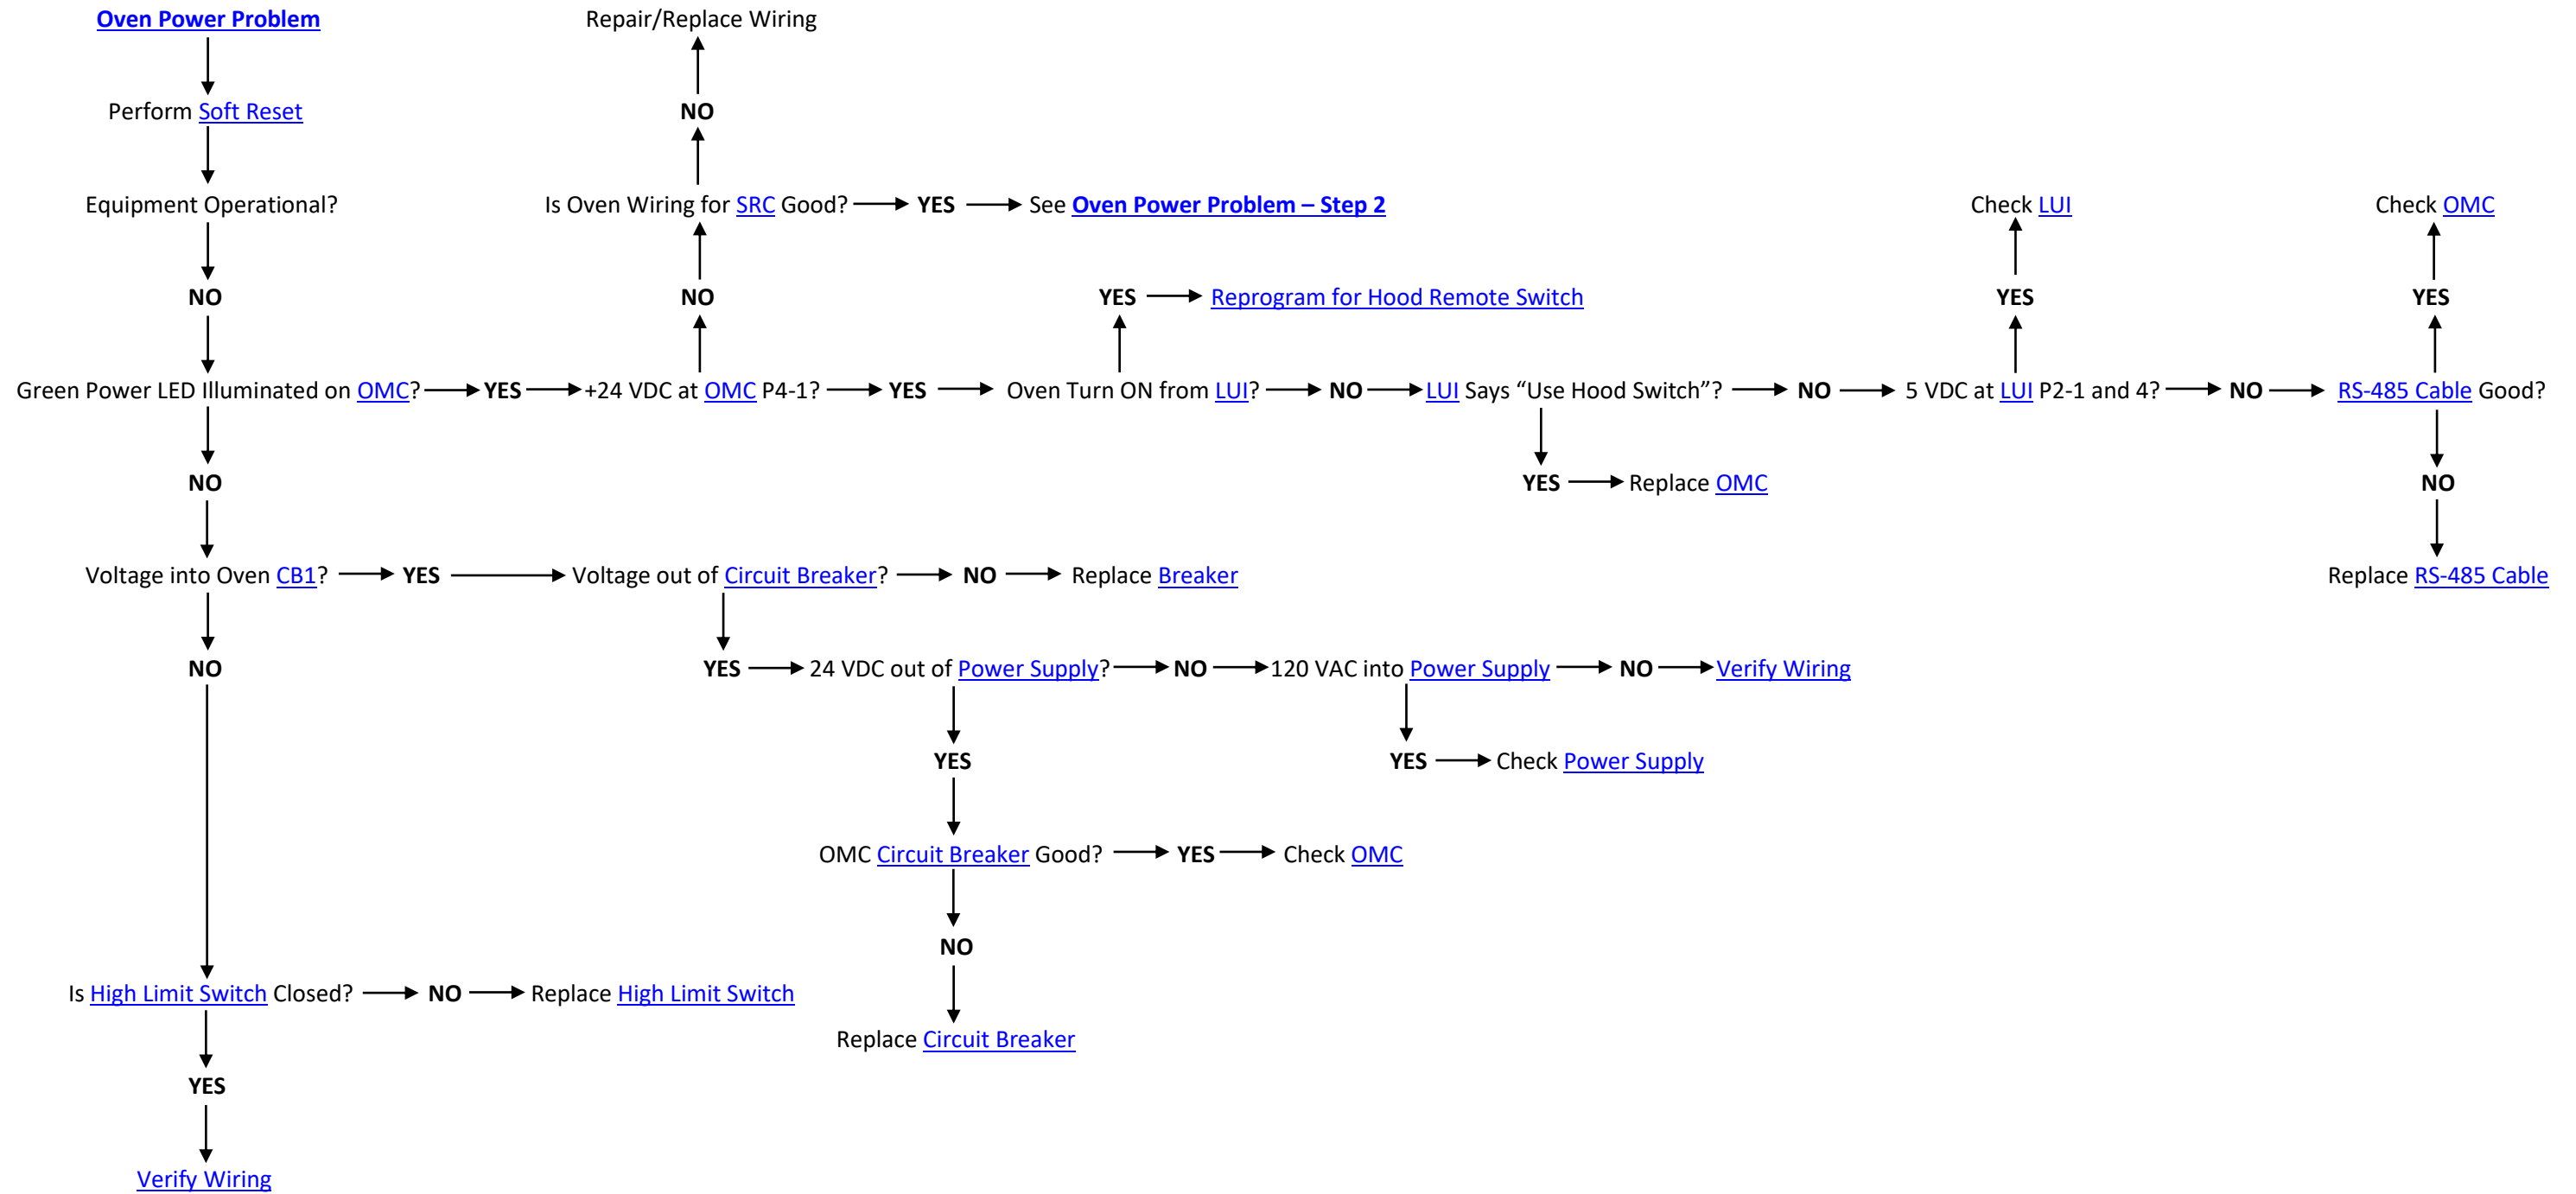 Oven Power Problem
Repair/Replace Wiring
Perform Soft Reset
NO
Equipment Operational?
Is Oven Wiring for SRC Good?
YES
See Oven Power Problem – Step 2
Check LUI
Check OMC
NO
NO
YES
Reprogram for Hood Remote Switch
YES
YES
Green Power LED Illuminated on OMC?
YES
+24 VDC at OMC P4-1?
YES
Oven Turn ON from LUI?
NO
LUI Says “Use Hood Switch”?
NO
5 VDC at LUI P2-1 and 4?
NO
RS-485 Cable Good?
NO
YES
Replace OMC
NO
Voltage into Oven CB1?
YES
Voltage out of Circuit Breaker?
NO
Replace Breaker
Replace RS-485 Cable
NO
YES
24 VDC out of Power Supply?
NO
120 VAC into Power Supply
NO
Verify Wiring
YES
YES
Check Power Supply
OMC Circuit Breaker Good?
YES
Check OMC
NO
Is High Limit Switch Closed?
NO
Replace High Limit Switch
Replace Circuit Breaker
YES
Verify Wiring